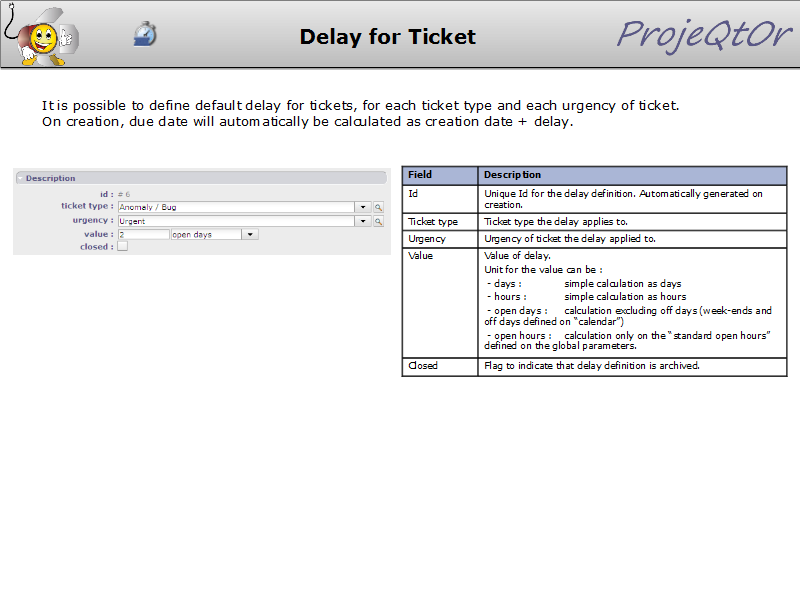 Delay for Ticket
ProjeQtOr
It is possible to define default delay for tickets, for each ticket type and each urgency of ticket.
On creation, due date will automatically be calculated as creation date + delay.
Description
id : # 6
ticket type : Anomaly / Bug
urgency : Urgent
value : 2 open days
closed :
Field Description
Id Unique Id for the delay definition. Automatically generated on
creation.
Ticket type Ticket type the delay applies to.
Urgency Urgency of ticket the delay applied to.
Value Value of delay.
Unit for the value can be :
- days : simple calculation as days
- hours : simple calculation as hours
- open days : calculation excluding off days (week-ends and
off days defined on “calendar”)
- open hours : calculation only on the “standard open hours”
defined on the global parameters.
Closed Flag to indicate that delay definition is archived.